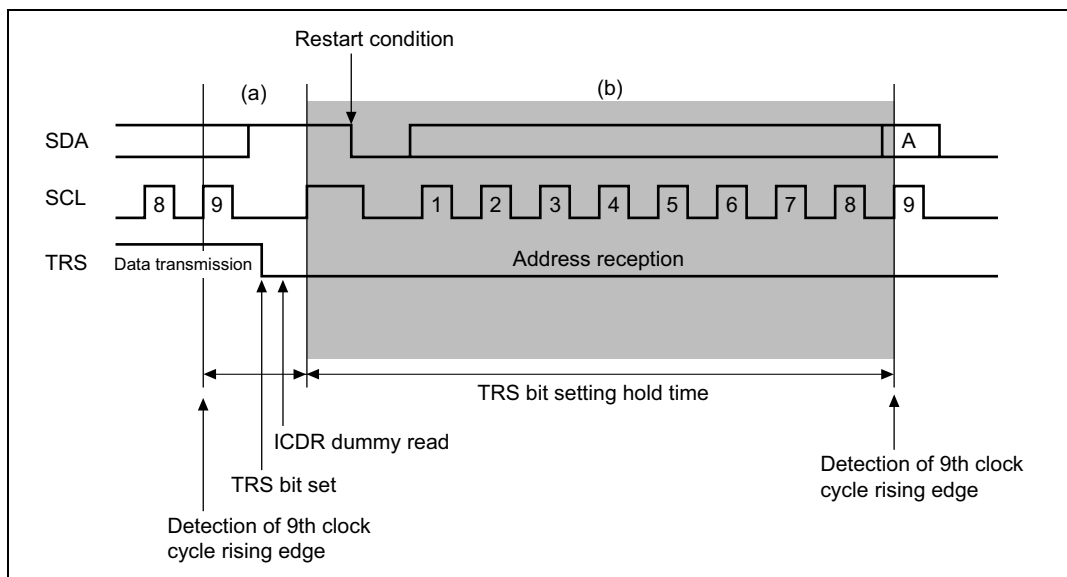 Restart condition
(a)
(b)
SDA
A
SCL
8 9 1 2 3 4 5 6 7 8 9
TRS
Data transmission
Address reception
TRS bit setting hold time
ICDR dummy read
TRS bit set
Detection of 9th clock
cycle rising edge
Detection of 9th clock
cycle rising edge